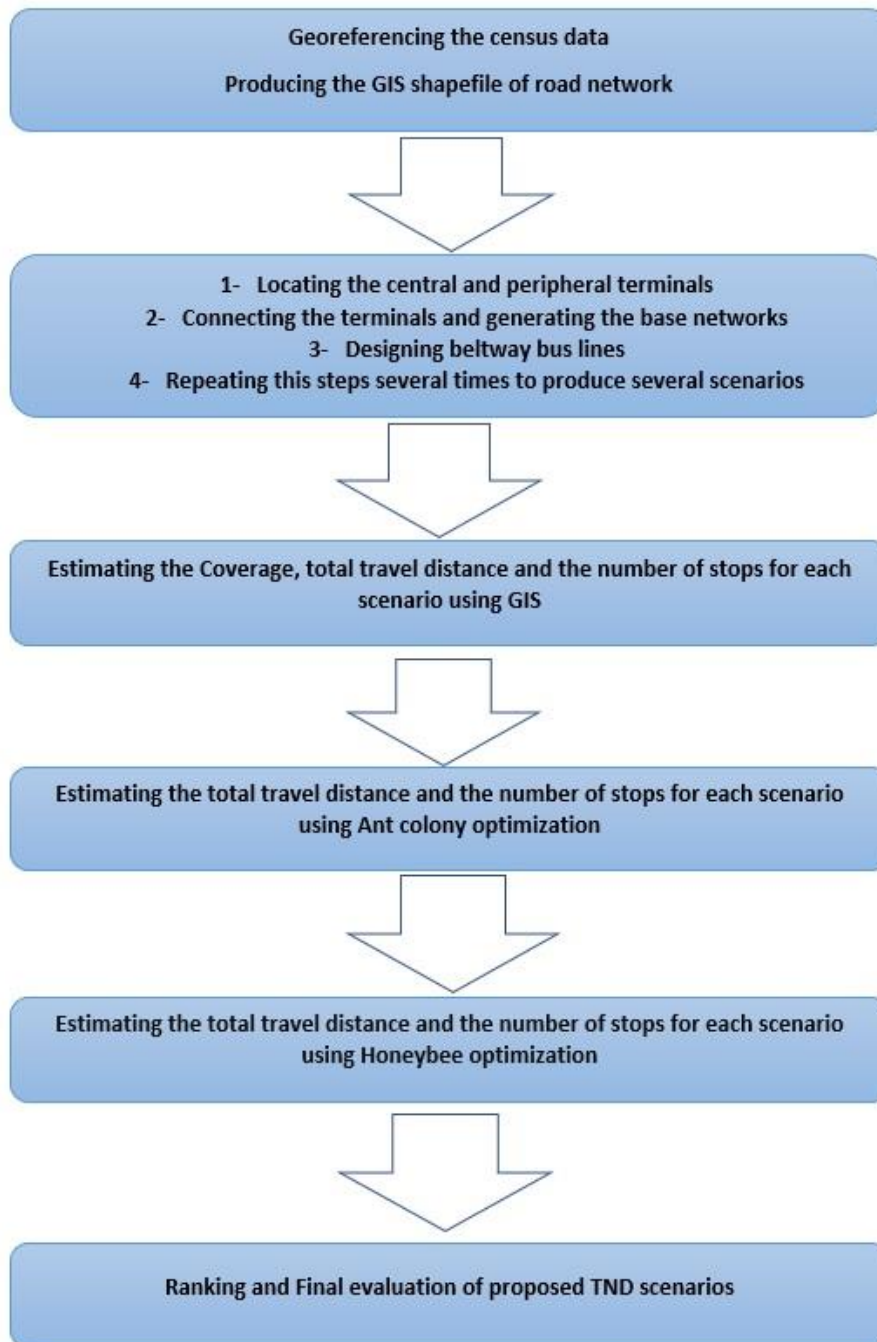 Georeferencing the census data
Producing the GIS shapefile of road network
1- Locating the central and peripheral terminals
2- Connecting the terminals and generating the base networks
3- Designing beltway bus lines
4- Repeating this steps several times to produce several scenarios
Estimating the Coverage, total travel distance and the number of stops for each
scenario using GIS
Estimating the total travel distance and the number of stops for each scenario
using Ant colony optimization
Estimating the total travel distance and the number of stops for each scenario
using Honeybee optimization
Ranking and Final evaluation of proposed TND scenarios